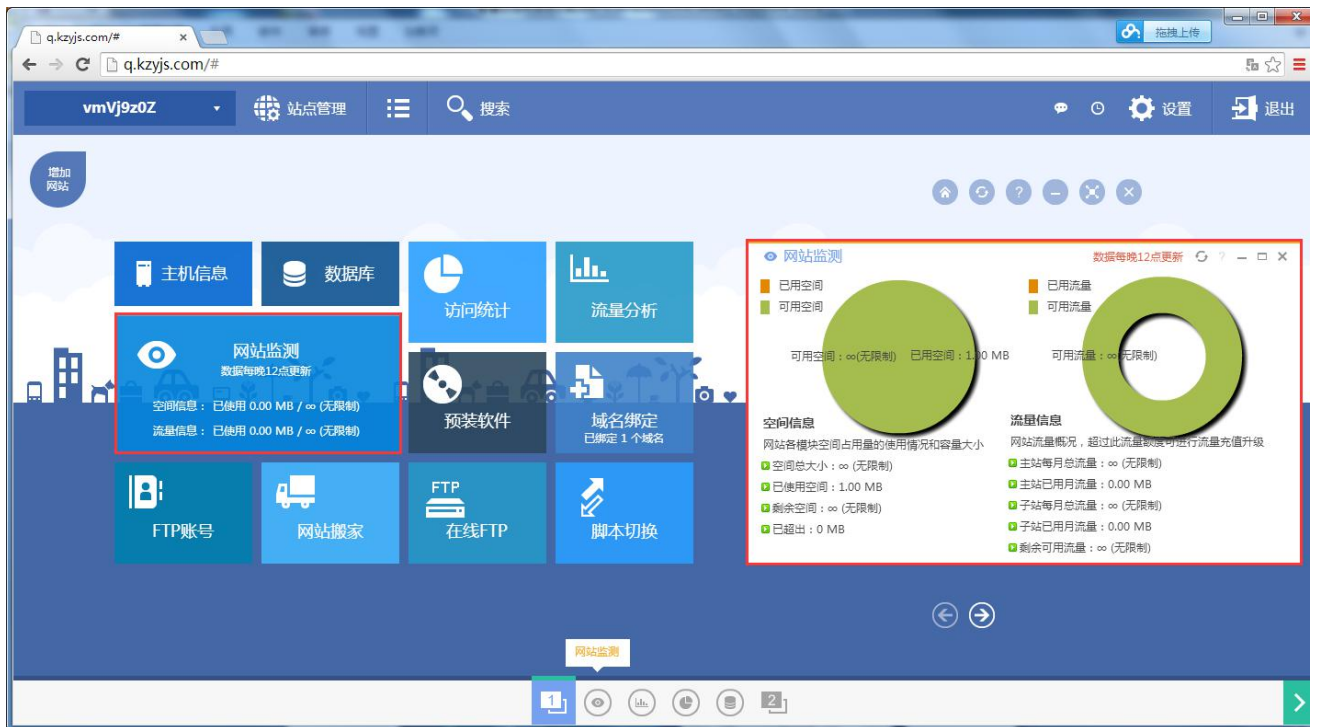 q.kzyjs.com/#
拖拽上传
q.kzyjs.com/#
vmVj9z0Z
站点管理
搜索
设置
退出
增加
网站
主机信息
数据库
访问统计
流量分析
网站监测
数据每晚12点更新
空间信息： 已使用 0.00 MB / ∞ (无限制)
流量信息： 已使用 0.00 MB / ∞ (无限制)
预装软件
域名绑定
已绑定 1 个域名
FTP账号
网站搬家
FTP
在线FTP
脚本切换
网站监测
数据每晚12点更新
已用空间
可用空间
可用空间：∞(无限制)
已用空间：1.00 MB
空间信息
网站各模块空间占用量的使用情况和容量大小
空间总大小：∞ (无限制)
已使用空间：1.00 MB
剩余空间：∞ (无限制)
已超出：0 MB
已用流量
可用流量
可用流量：∞(无限制)
流量信息
网站流量概况，超过此流量额度可进行流量充值升级
主站每月总流量：∞ (无限制)
主站已用月流量：0.00 MB
子站每月总流量：∞ (无限制)
子站已用月流量：0.00 MB
剩余可用流量：∞ (无限制)
网站监测
1
2